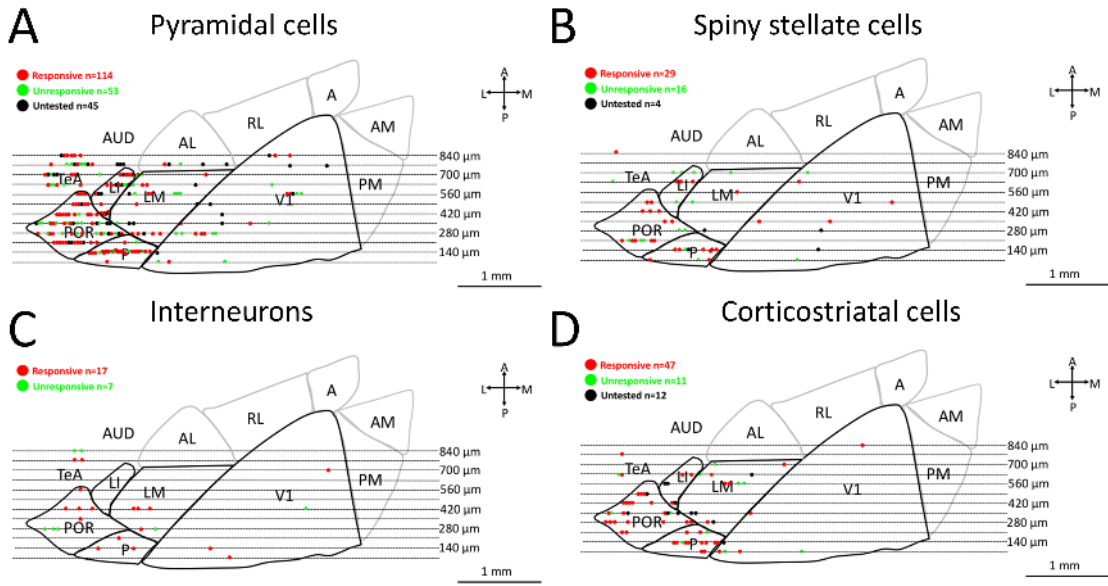 A
Pyramidal cells
Responsive n=114
Unresponsive n=53
Untested n=45
A
L M
P
A
RL
AM
AUD
AL
840 µm
TeA
LI
700 µm
LM
PM
560 µm
V1
420 µm
POR
280 µm
P
140 µm
1 mm
B
Spiny stellate cells
Responsive n=29
Unresponsive n=16
Untested n=4
A
L M
P
A
RL
AM
AUD
AL
840 µm
TeA
LI
700 µm
LM
PM
560 µm
V1
420 µm
POR
280 µm
P
140 µm
1 mm
C
Interneurons
Responsive n=17
Unresponsive n=7
A
L M
P
A
RL
AM
AUD
AL
840 µm
TeA
LI
700 µm
LM
PM
560 µm
V1
420 µm
POR
280 µm
P
140 µm
1 mm
D
Corticostriatal cells
Responsive n=47
Unresponsive n=11
Untested n=12
A
L M
P
A
RL
AM
AUD
AL
840 µm
TeA
LI
700 µm
LM
PM
560 µm
V1
420 µm
POR
280 µm
P
140 µm
1 mm